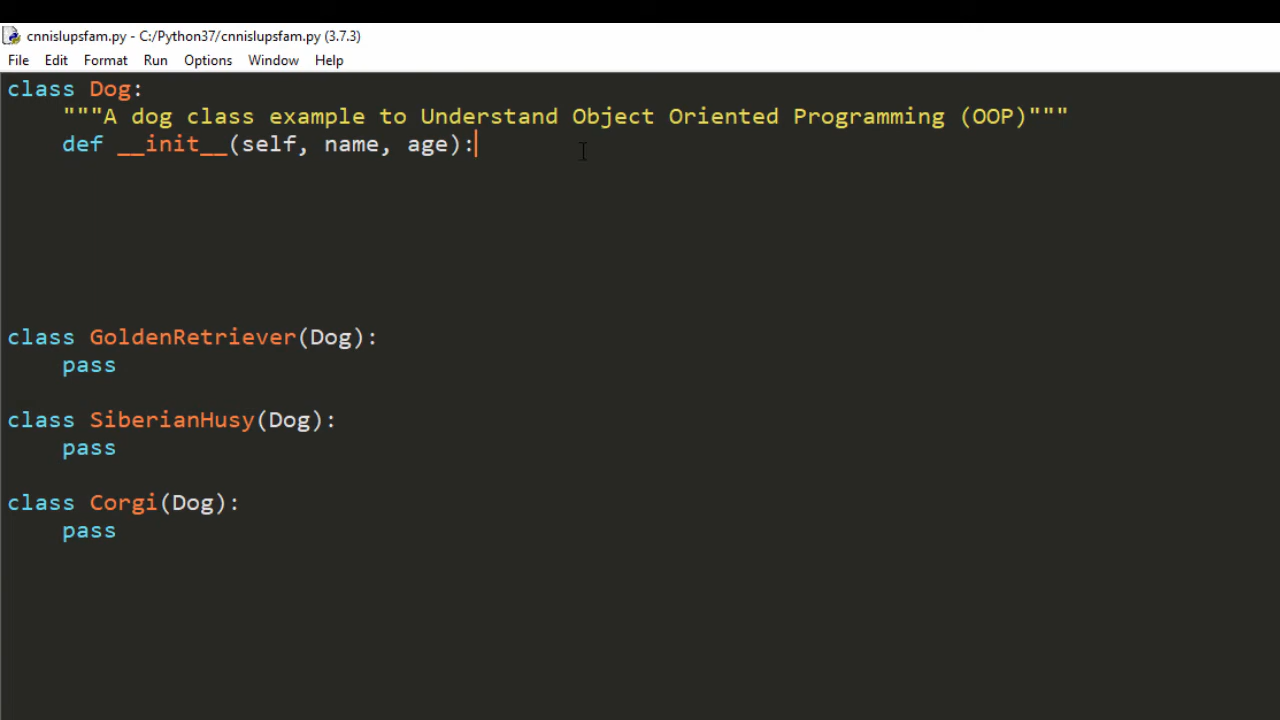 cnnislupsfam.py - C:/Python37/cnnislupsfam.py (3.7.3)
File Edit Format Run Options Window Help
class Dog:
    """A dog class example to Understand Object Oriented Programming (OOP)"""
    def __init__(self, name, age):
class GoldenRetriever(Dog):
    pass
class SiberianHusy(Dog):
    pass
class Corgi(Dog):
    pass